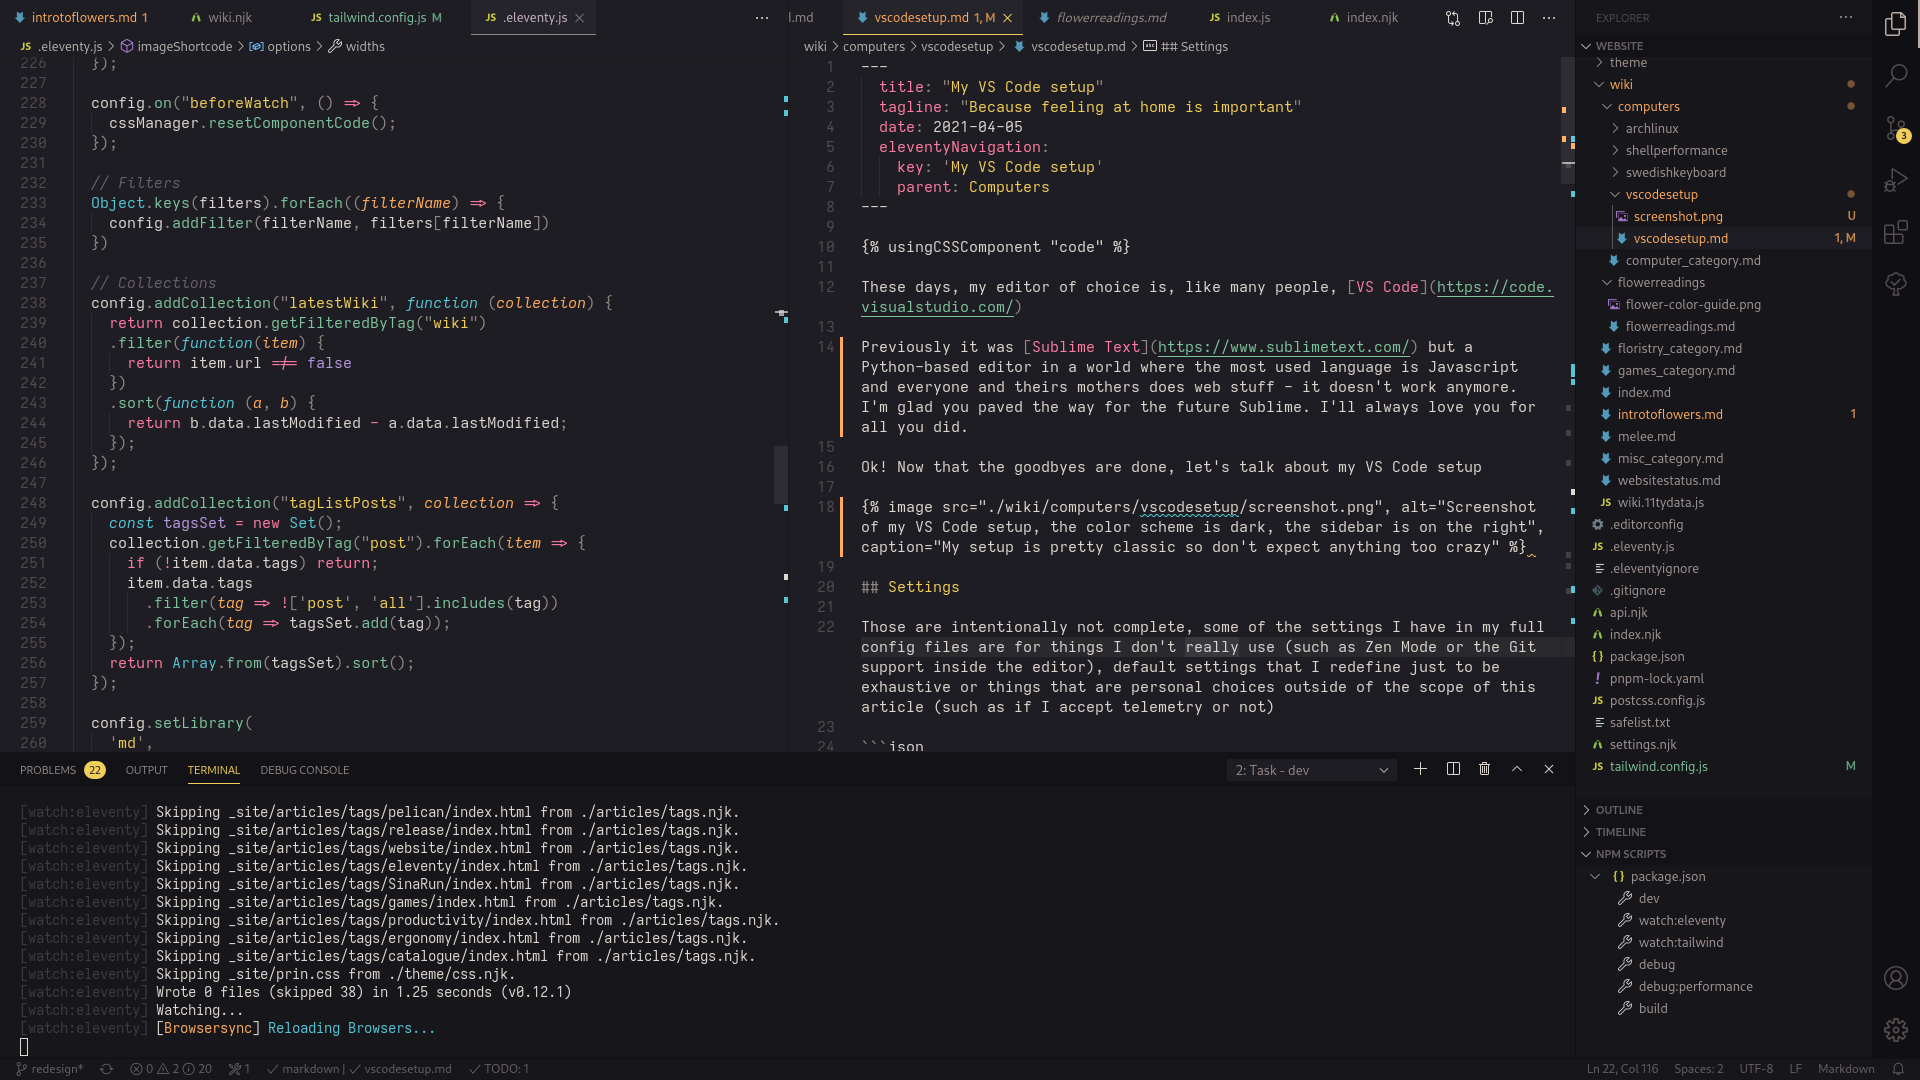 introtoflowers.md 1 wiki.njk JS tailwind.config.js M JS .eleventy.js
JS .eleventy.js > imageShortcode > options > widths
226 });
227
228 config.on("beforeWatch", () => {
229 cssManager.resetComponentCode();
230 });
231
232 // Filters
233 Object.keys(filters).forEach((filterName) => {
234 config.addFilter(filterName, filters[filterName])
235 })
236
237 // Collections
238 config.addCollection("latestWiki", function (collection) {
239 return collection.getFilteredByTag("wiki")
240 .filter(function(item) {
241 return item.url !== false
242 })
243 .sort(function (a, b) {
244 return b.data.lastModified - a.data.lastModified;
245 });
246 });
247
248 config.addCollection("tagListPosts", collection => {
249 const tagsSet = new Set();
250 collection.getFilteredByTag("post").forEach(item => {
251 if (!item.data.tags) return;
252 item.data.tags
253 .filter(tag => !['post', 'all'].includes(tag))
254 .forEach(tag => tagsSet.add(tag));
255 });
256 return Array.from(tagsSet).sort();
257 });
258
259 config.setLibrary(
260 'md',
l.md vscodesetup.md 1, M flowerreadings.md JS index.js index.njk
wiki > computers > vscodesetup > vscodesetup.md > ## Settings
1 ---
2 title: "My VS Code setup"
3 tagline: "Because feeling at home is important"
4 date: 2021-04-05
5 eleventyNavigation:
6 key: 'My VS Code setup'
7 parent: Computers
8 ---
9
10 {% usingCSSComponent "code" %}
11
12 These days, my editor of choice is, like many people, [VS Code](https://code.
visualstudio.com/)
13
14 Previously it was [Sublime Text](https://www.sublimetext.com/) but a
Python-based editor in a world where the most used language is Javascript
and everyone and theirs mothers does web stuff - it doesn't work anymore.
I'm glad you paved the way for the future Sublime. I'll always love you for
all you did.
15
16 Ok! Now that the goodbyes are done, let's talk about my VS Code setup
17
18 {% image src="./wiki/computers/vscodesetup/screenshot.png", alt="Screenshot
of my VS Code setup, the color scheme is dark, the sidebar is on the right",
caption="My setup is pretty classic so don't expect anything too crazy" %}
19
20 ## Settings
21
22 Those are intentionally not complete, some of the settings I have in my full
config files are for things I don't really use (such as Zen Mode or the Git
support inside the editor), default settings that I redefine just to be
exhaustive or things that are personal choices outside of the scope of this
article (such as if I accept telemetry or not)
23
24 ```json
PROBLEMS 22 OUTPUT TERMINAL DEBUG CONSOLE 2: Task - dev
[watch:eleventy] Skipping _site/articles/tags/pelican/index.html from ./articles/tags.njk.
[watch:eleventy] Skipping _site/articles/tags/release/index.html from ./articles/tags.njk.
[watch:eleventy] Skipping _site/articles/tags/website/index.html from ./articles/tags.njk.
[watch:eleventy] Skipping _site/articles/tags/eleventy/index.html from ./articles/tags.njk.
[watch:eleventy] Skipping _site/articles/tags/SinaRun/index.html from ./articles/tags.njk.
[watch:eleventy] Skipping _site/articles/tags/games/index.html from ./articles/tags.njk.
[watch:eleventy] Skipping _site/articles/tags/productivity/index.html from ./articles/tags.njk.
[watch:eleventy] Skipping _site/articles/tags/ergonomy/index.html from ./articles/tags.njk.
[watch:eleventy] Skipping _site/articles/tags/catalogue/index.html from ./articles/tags.njk.
[watch:eleventy] Skipping _site/prin.css from ./theme/css.njk.
[watch:eleventy] Wrote 0 files (skipped 38) in 1.25 seconds (v0.12.1)
[watch:eleventy] Watching...
[watch:eleventy] [Browsersync] Reloading Browsers...
EXPLORER
WEBSITE
theme
wiki
computers
archlinux
shellperformance
swedishkeyboard
vscodesetup
screenshot.png U
vscodesetup.md 1, M
computer_category.md
flowerreadings
flower-color-guide.png
flowerreadings.md
floristry_category.md
games_category.md
index.md
introtoflowers.md 1
melee.md
misc_category.md
websitestatus.md
JS wiki.11tydata.js
.editorconfig
JS .eleventy.js
.eleventyignore
.gitignore
api.njk
index.njk
{} package.json
! pnpm-lock.yaml
JS postcss.config.js
safelist.txt
settings.njk
JS tailwind.config.js M
OUTLINE
TIMELINE
NPM SCRIPTS
{} package.json
dev
watch:eleventy
watch:tailwind
debug
debug:performance
build
3
redesign* 0 2 20 1 markdown | vscodesetup.md TODO: 1 Ln 22, Col 116 Spaces: 2 UTF-8 LF Markdown